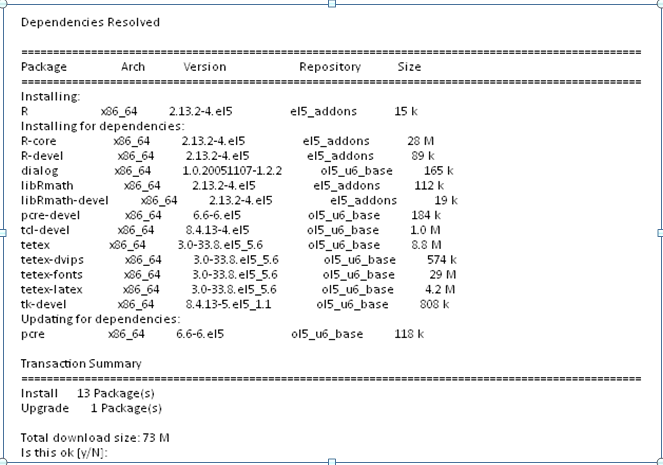 Dependencies Resolved
================================================================================
Package Arch Version Repository Size
================================================================================
Installing:
R x86_64 2.13.2-4.el5 el5_addons 15 k
Installing for dependencies:
R-core x86_64 2.13.2-4.el5 el5_addons 28 M
R-devel x86_64 2.13.2-4.el5 el5_addons 89 k
dialog x86_64 1.0.20051107-1.2.2 ol5_u6_base 165 k
libRmath x86_64 2.13.2-4.el5 el5_addons 112 k
libRmath-devel x86_64 2.13.2-4.el5 el5_addons 19 k
pcre-devel x86_64 6.6-6.el5 ol5_u6_base 184 k
tcl-devel x86_64 8.4.13-4.el5 ol5_u6_base 1.0 M
tetex x86_64 3.0-33.8.el5_5.6 ol5_u6_base 8.8 M
tetex-dvips x86_64 3.0-33.8.el5_5.6 ol5_u6_base 574 k
tetex-fonts x86_64 3.0-33.8.el5_5.6 ol5_u6_base 29 M
tetex-latex x86_64 3.0-33.8.el5_5.6 ol5_u6_base 4.2 M
tk-devel x86_64 8.4.13-5.el5_1.1 ol5_u6_base 808 k
Updating for dependencies:
pcre x86_64 6.6-6.el5 ol5_u6_base 118 k
Transaction Summary
================================================================================
Install 13 Package(s)
Upgrade 1 Package(s)
Total download size: 73 M
Is this ok [y/N]: